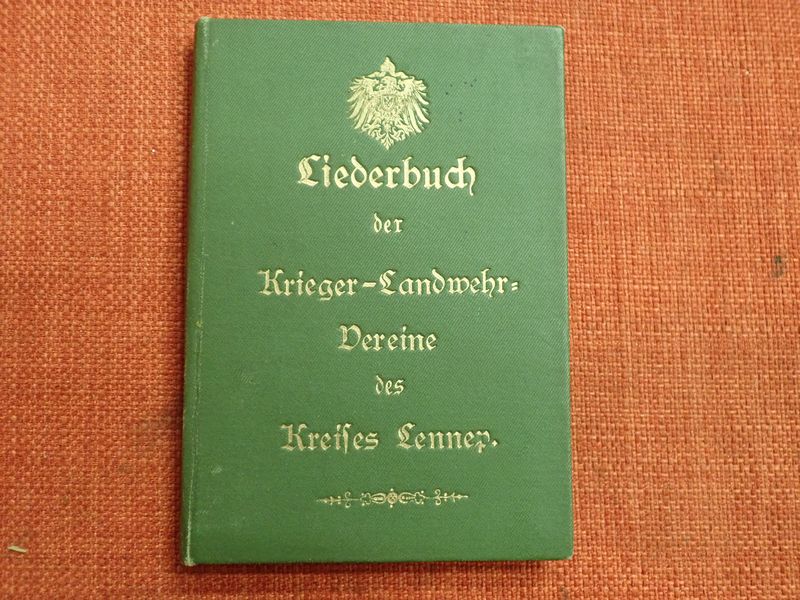 Liederbuch
der
Krieger-Landwehr-
Vereine
des
Kreiſes Lennep.